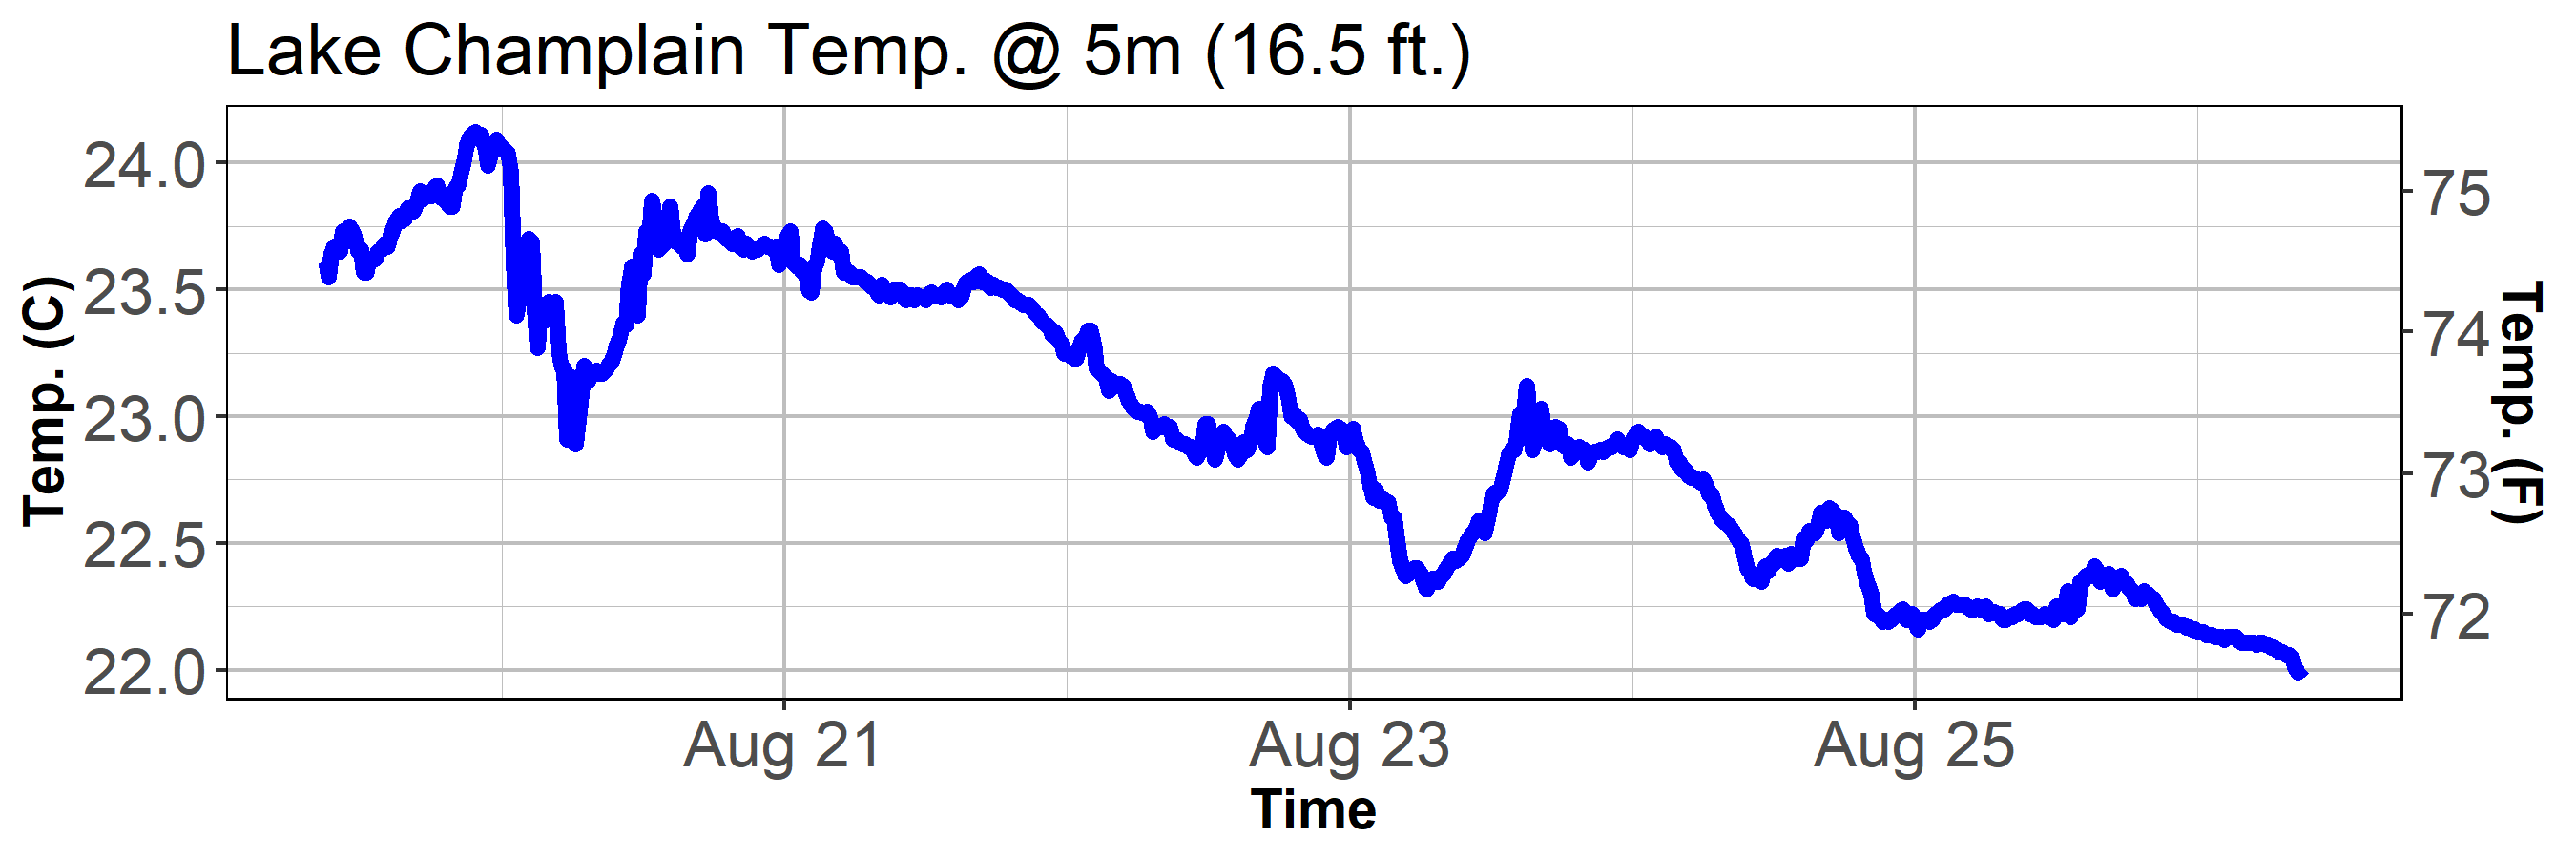 Lake Champlain Temp. @ 5m (16.5 ft.)
Temp. (C)
24.0
23.5
23.0
22.5
22.0
75
74
73
72
Temp. (F)
Aug 21 Aug 23 Aug 25
Time